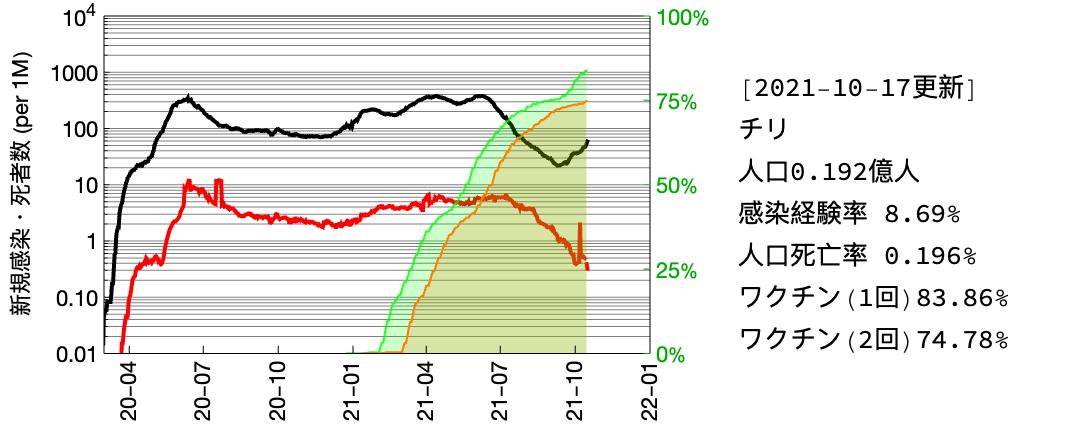 10^4
1000
100
10
1
0.10
0.01
新規感染・死者数 (per 1M)
100%
75%
50%
25%
0%
20-04
20-07
20-10
21-01
21-04
21-07
21-10
22-01
[2021-10-17更新]
チリ
人口0.192億人
感染経験率 8.69%
人口死亡率 0.196%
ワクチン(1回)83.86%
ワクチン(2回)74.78%